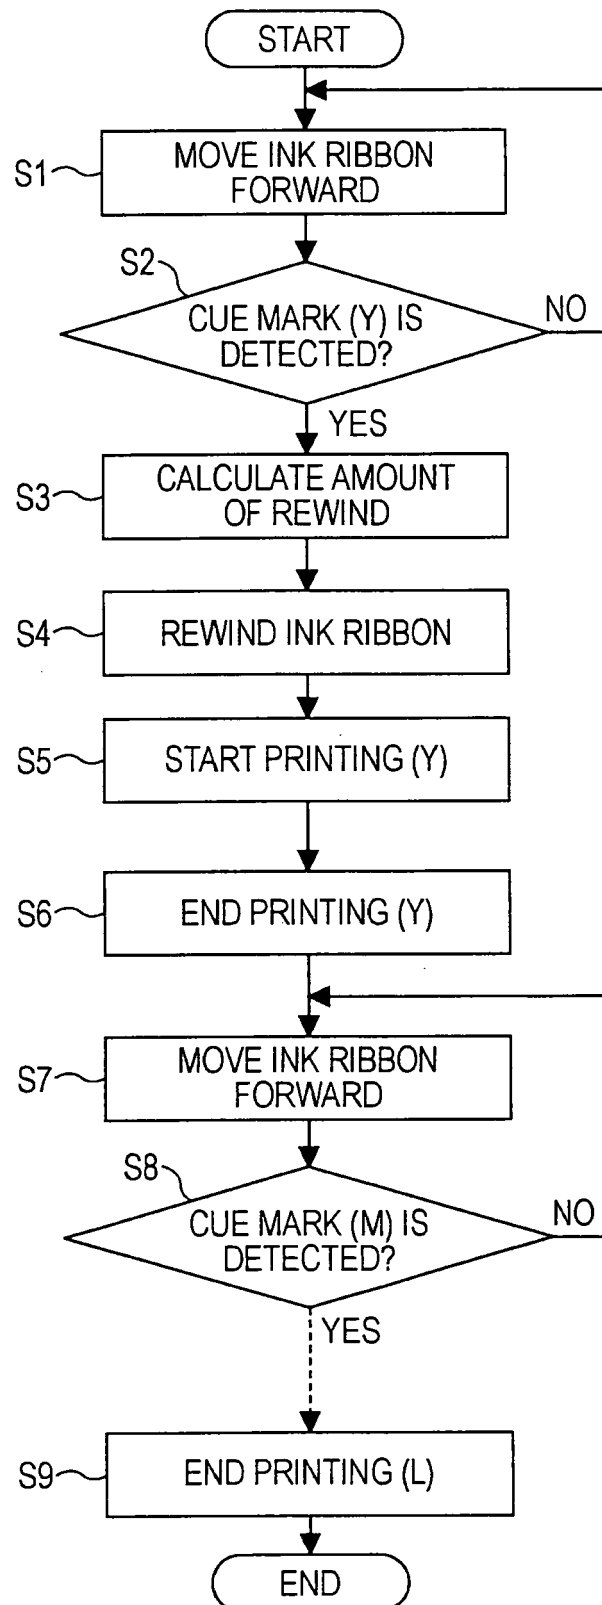 START
S1
MOVE INK RIBBON
FORWARD
S2
CUE MARK (Y) IS
DETECTED?
NO
YES
S3
CALCULATE AMOUNT
OF REWIND
S4
REWIND INK RIBBON
S5
START PRINTING (Y)
S6
END PRINTING (Y)
S7
MOVE INK RIBBON
FORWARD
S8
CUE MARK (M) IS
DETECTED?
NO
YES
S9
END PRINTING (L)
END